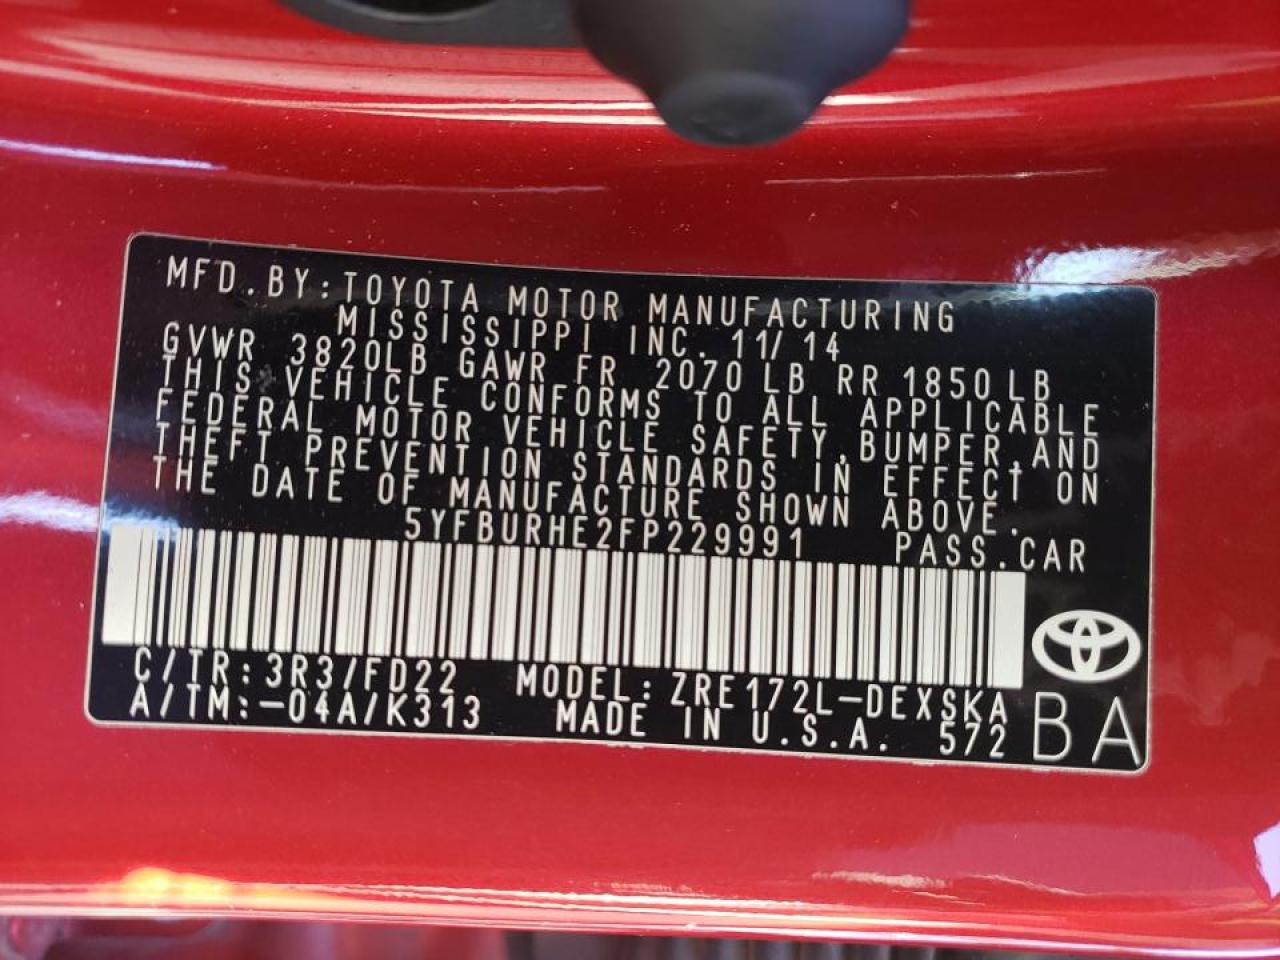 MFD.BY:TOYOTA MOTOR MANUFACTURING
MISSISSIPPI INC. 11/14
GVWR 3820LB GAWR FR 2070LB RR 1850LB
THIS VEHICLE CONFORMS TO ALL APPLICABLE
FEDERAL MOTOR VEHICLE SAFETY,BUMPER,AND
THEFT PREVENTION STANDARDS IN EFFECT ON
THE DATE OF MANUFACTURE SHOWN ABOVE.
5YFBURHE2FP229991 PASS.CAR
C/TR:3R3/FD22 MODEL:ZRE172L-DEXSKA
A/TM:-04A/K313 MADE IN U.S.A. 572
BA